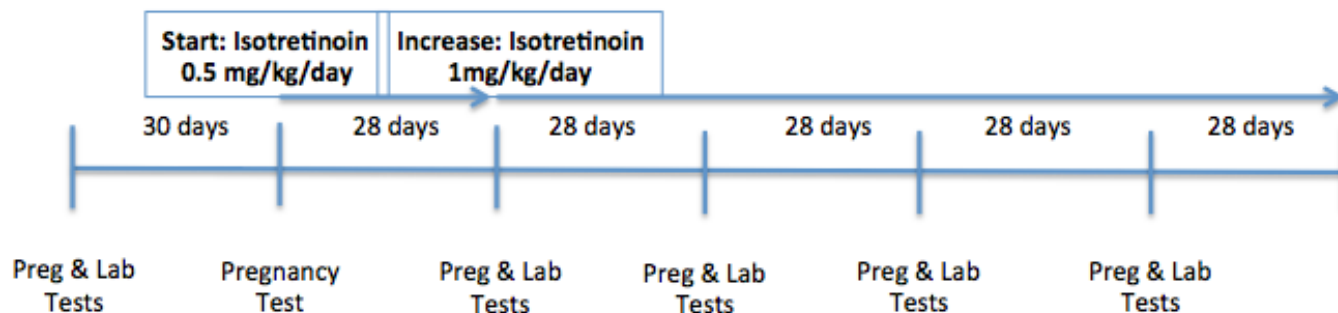 Start: Isotretinoin
0.5 mg/kg/day
Increase: Isotretinoin
1mg/kg/day
30 days
28 days
28 days
28 days
28 days
28 days
Preg & Lab
Tests
Pregnancy
Test
Preg & Lab
Tests
Preg & Lab
Tests
Preg & Lab
Tests
Preg & Lab
Tests